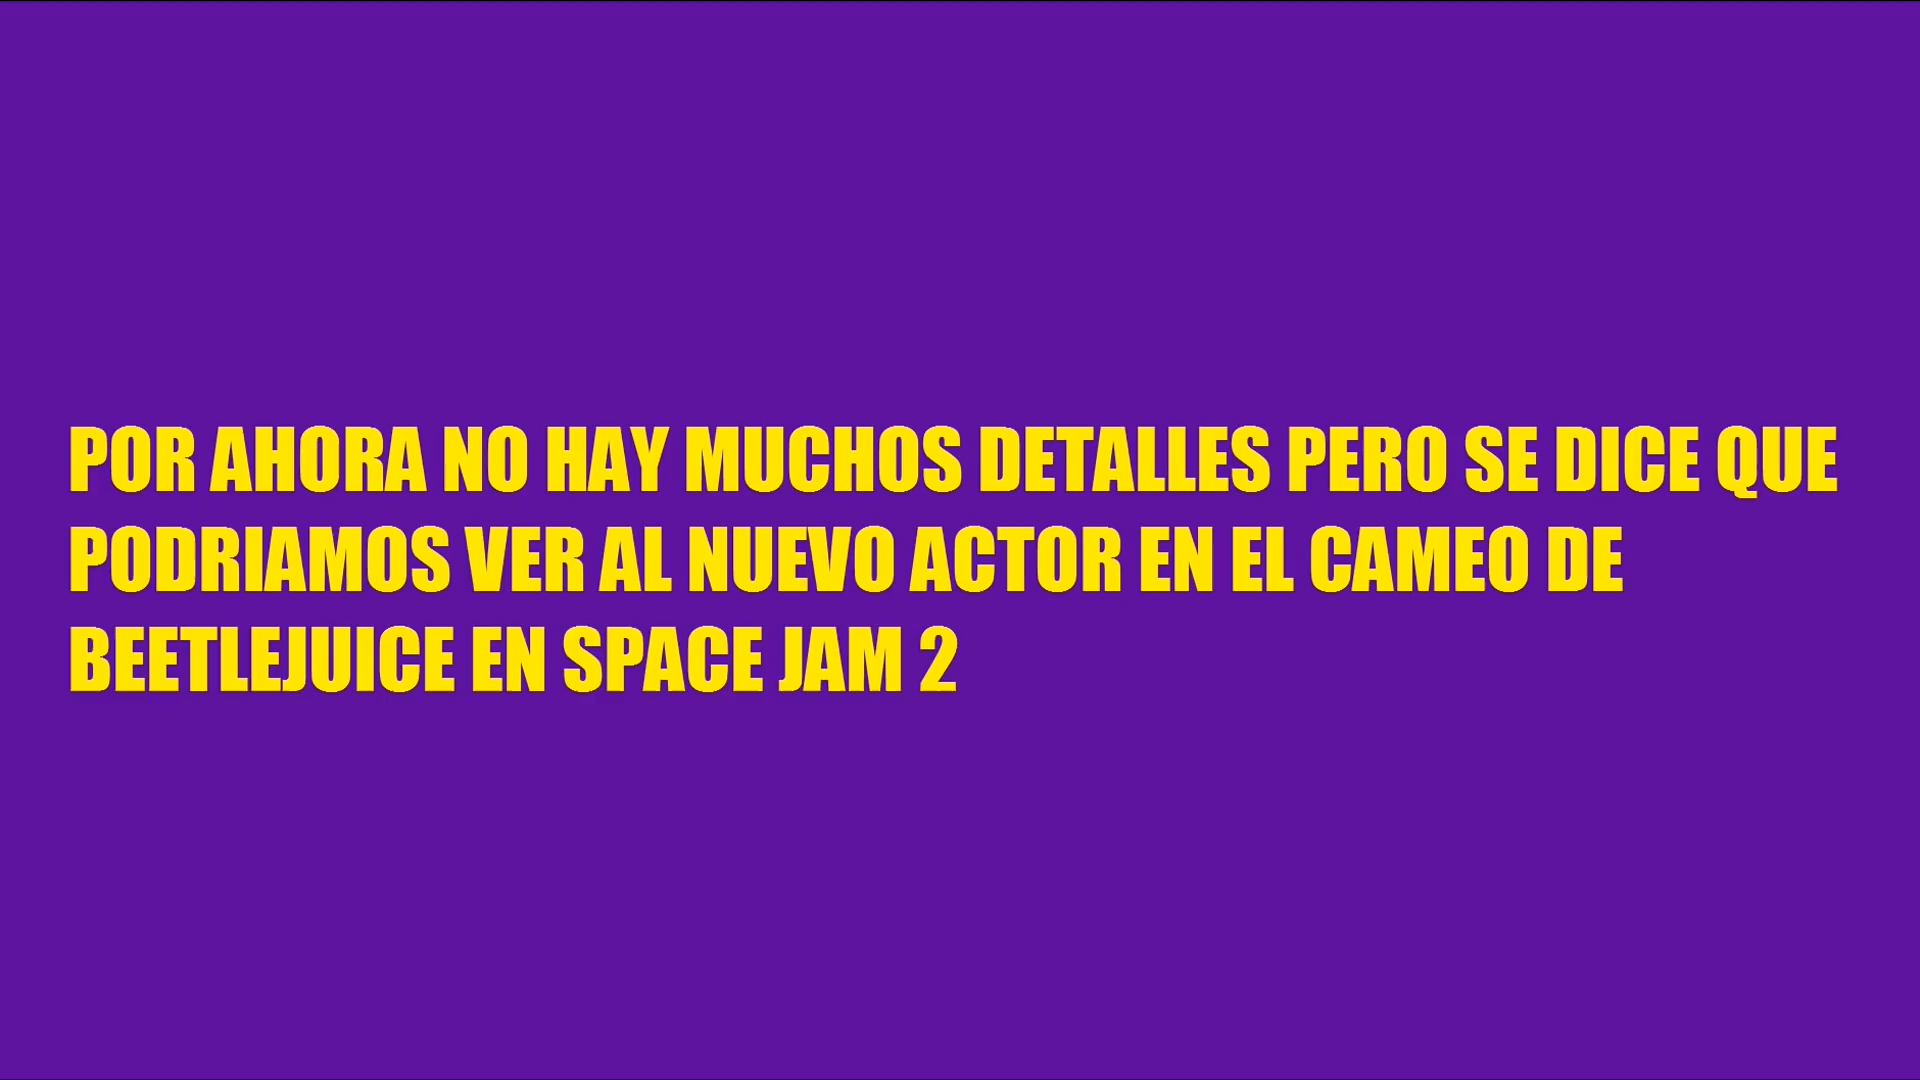 POR AHORA NO HAY MUCHOS DETALLES PERO SE DICE QUE
PODRIAMOS VER AL NUEVO ACTOR EN EL CAMEO DE
BEETLEJUICE EN SPACE JAM 2